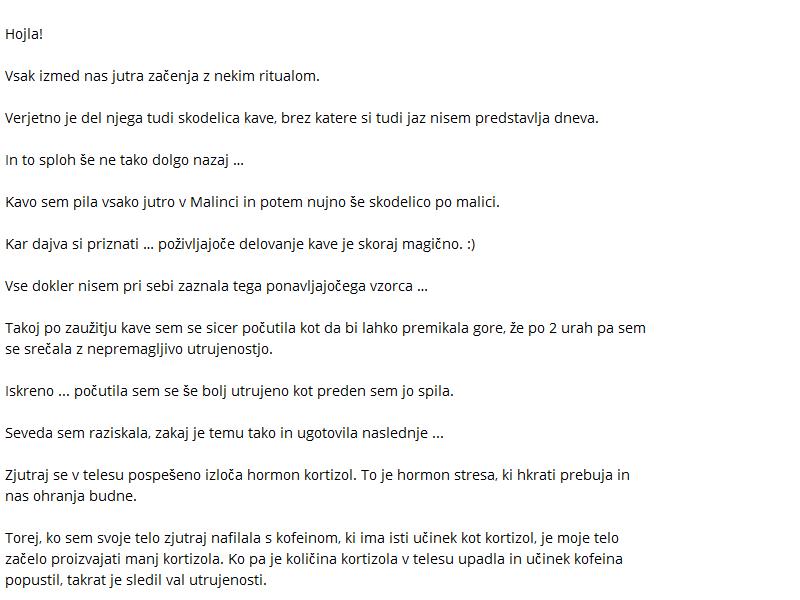 Hojla!
Vsak izmed nas jutra začenja z nekim ritualom.
Verjetno je del njega tudi skodelica kave, brez katere si tudi jaz nisem predstavlja dneva.
In to sploh še ne tako dolgo nazaj ...
Kavo sem pila vsako jutro v Malinci in potem nujno še skodelico po malici.
Kar dajva si priznati ... poživljajoče delovanje kave je skoraj magično. :)
Vse dokler nisem pri sebi zaznala tega ponavljajočega vzorca ...
Takoj po zaužitju kave sem se sicer počutila kot da bi lahko premikala gore, že po 2 urah pa sem
se srečala z nepremagljivo utrujenostjo.
Iskreno ... počutila sem se še bolj utrujeno kot preden sem jo spila.
Seveda sem raziskala, zakaj je temu tako in ugotovila naslednje ...
Zjutraj se v telesu pospešeno izloča hormon kortizol. To je hormon stresa, ki hkrati prebuja in
nas ohranja budne.
Torej, ko sem svoje telo zjutraj nafilala s kofeinom, ki ima isti učinek kot kortizol, je moje telo
začelo proizvajati manj kortizola. Ko pa je količina kortizola v telesu upadla in učinek kofeina
popustil, takrat je sledil val utrujenosti.